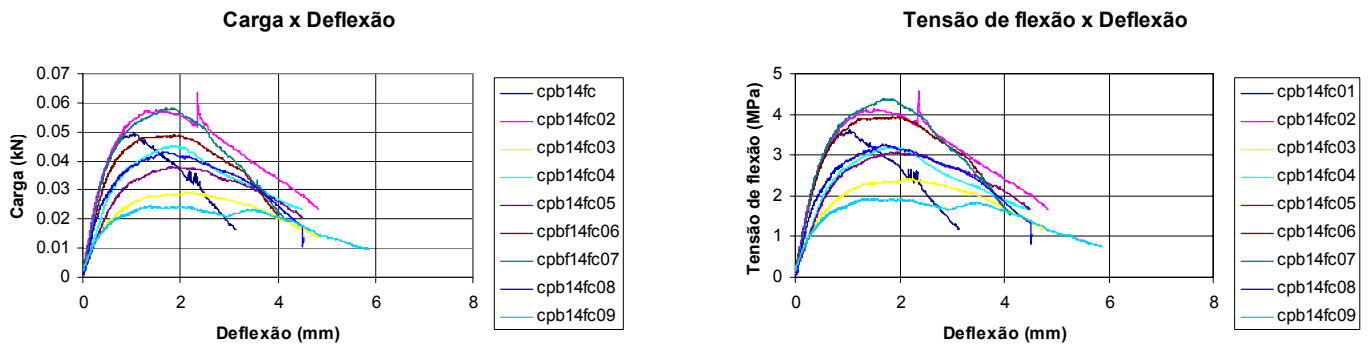 Carga x Deflexão
Carga (kN)
0.07
0.06
0.05
0.04
0.03
0.02
0.01
0
0 2 4 6 8
Deflexão (mm)
cpb14fc
cpb14fc02
cpb14fc03
cpb14fc04
cpb14fc05
cpbf14fc06
cpbf14fc07
cpb14fc08
cpb14fc09
Tensão de flexão x Deflexão
Tensão de flexão (MPa)
5
4
3
2
1
0
0 2 4 6 8
Deflexão (mm)
cpb14fc01
cpb14fc02
cpb14fc03
cpb14fc04
cpb14fc05
cpb14fc06
cpb14fc07
cpb14fc08
cpb14fc09